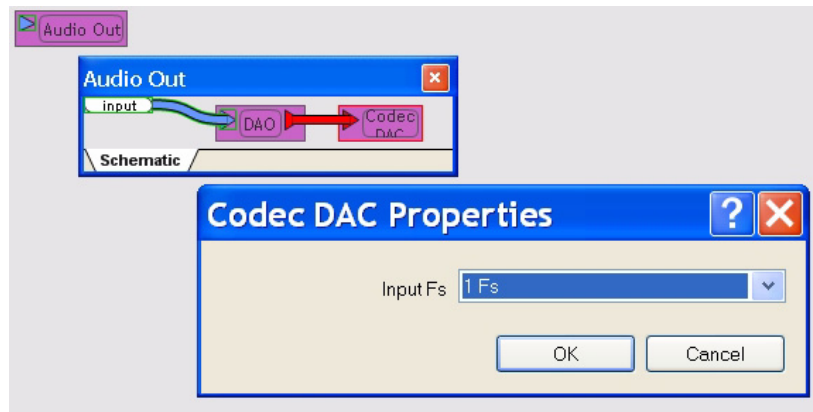 Audio Out
Audio Out
input
DAO
Codec
DAC
Schematic
Codec DAC Properties
Input Fs
1 Fs
OK
Cancel